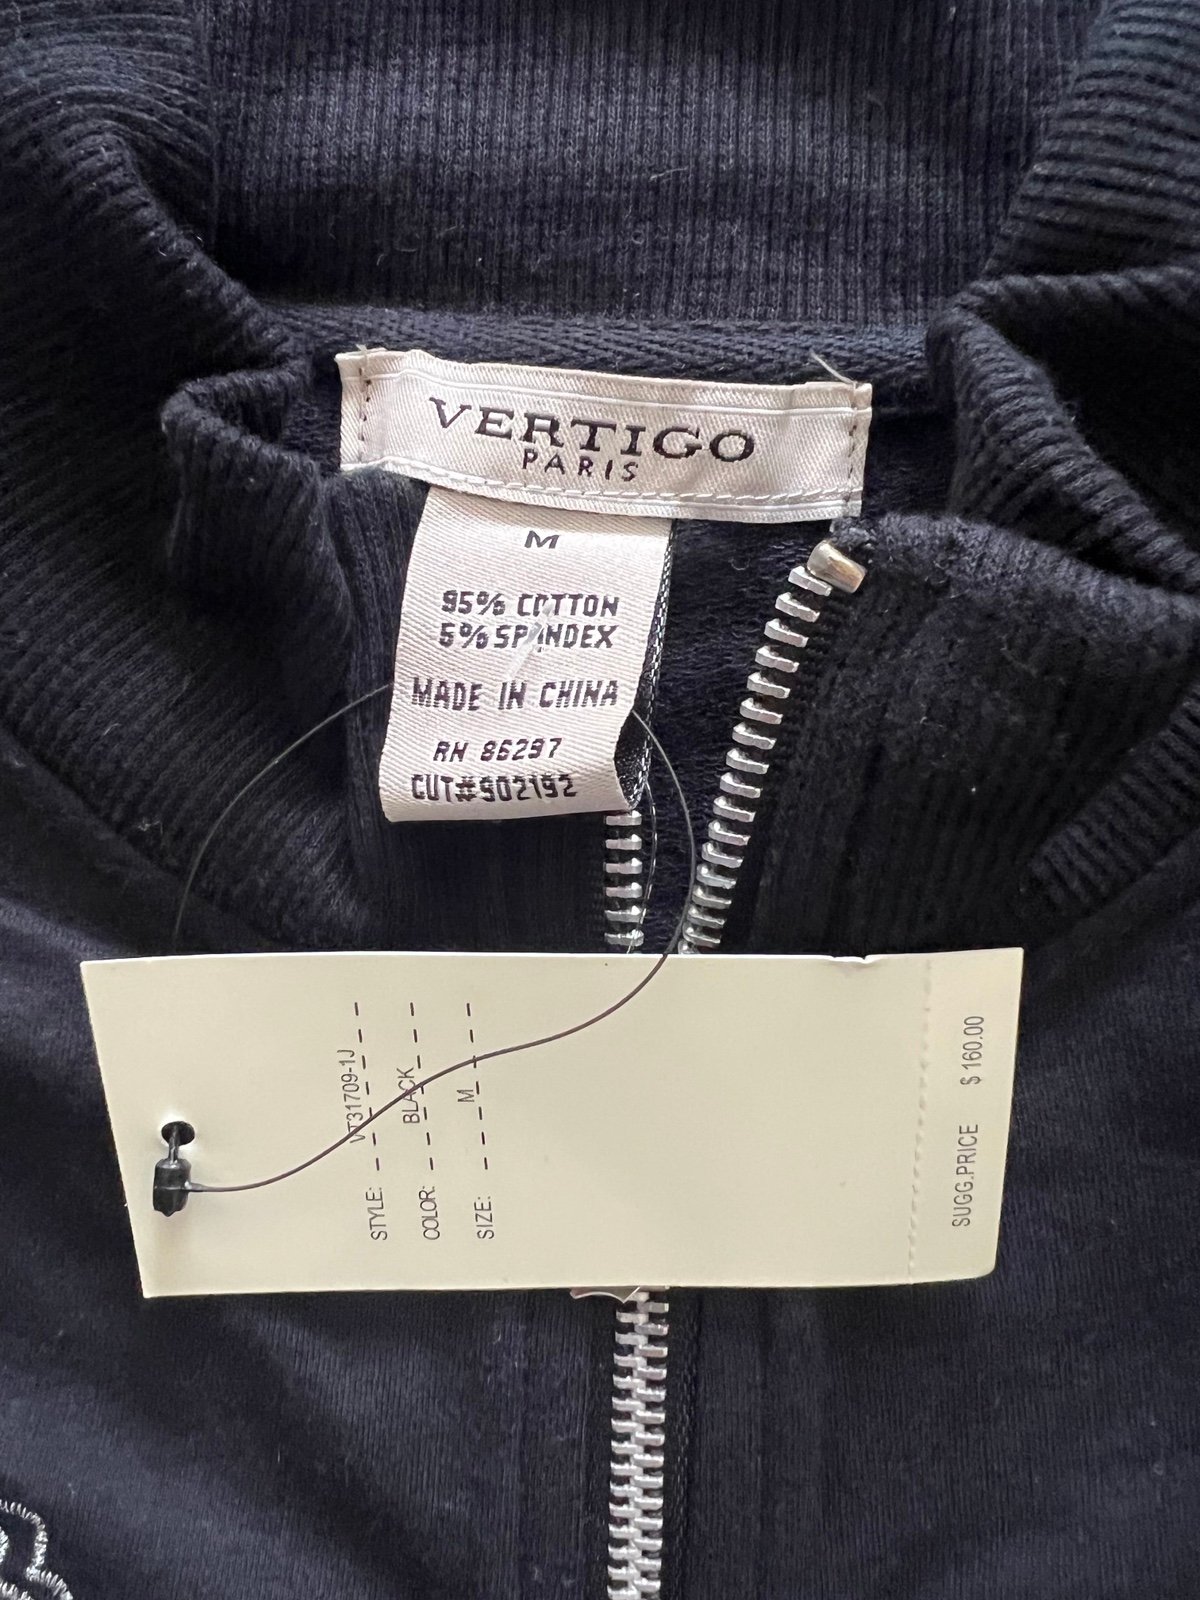 VERTIGO
PARIS
M
95% COTTON
5% SPANDEX
MADE IN CHINA
RN 86297
CUT#902192
STYLE: VT31709-1J
COLOR: BLACK
SIZE: M
SUGG.PRICE $ 160.00